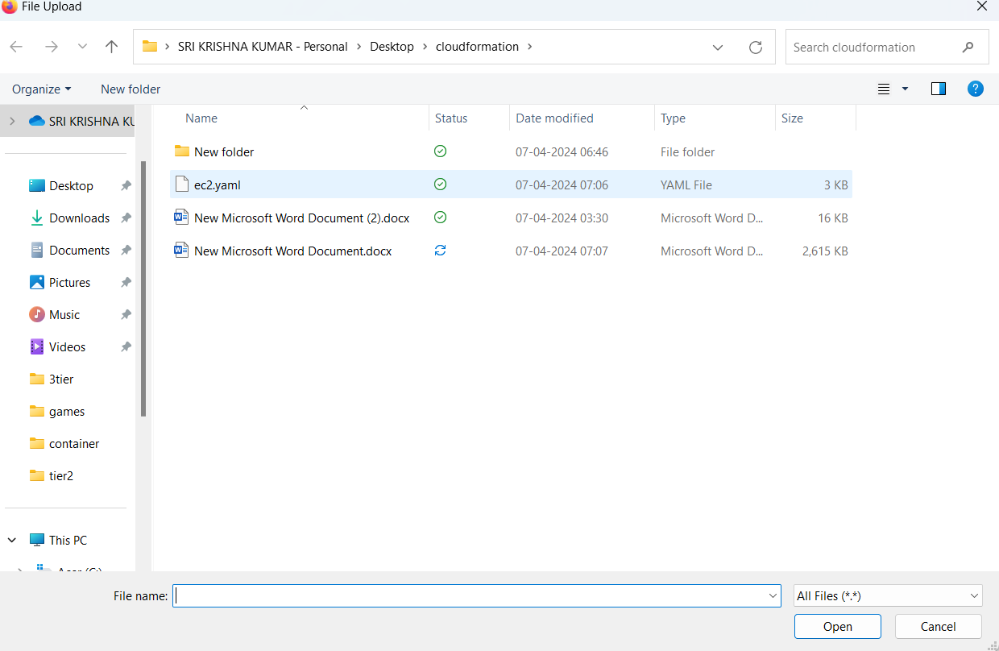 File Upload
SRI KRISHNA KUMAR - Personal > Desktop > cloudformation >
Search cloudformation
Organize
New folder
SRI KRISHNA KU
Desktop
Downloads
Documents
Pictures
Music
Videos
3tier
games
container
tier2
This PC
Acer (C:)
Name Status Date modified Type Size
New folder 07-04-2024 06:46 File folder
ec2.yaml 07-04-2024 07:06 YAML File 3 KB
New Microsoft Word Document (2).docx 07-04-2024 03:30 Microsoft Word D... 16 KB
New Microsoft Word Document.docx 07-04-2024 07:07 Microsoft Word D... 2,615 KB
File name:
All Files (*.*)
Open
Cancel